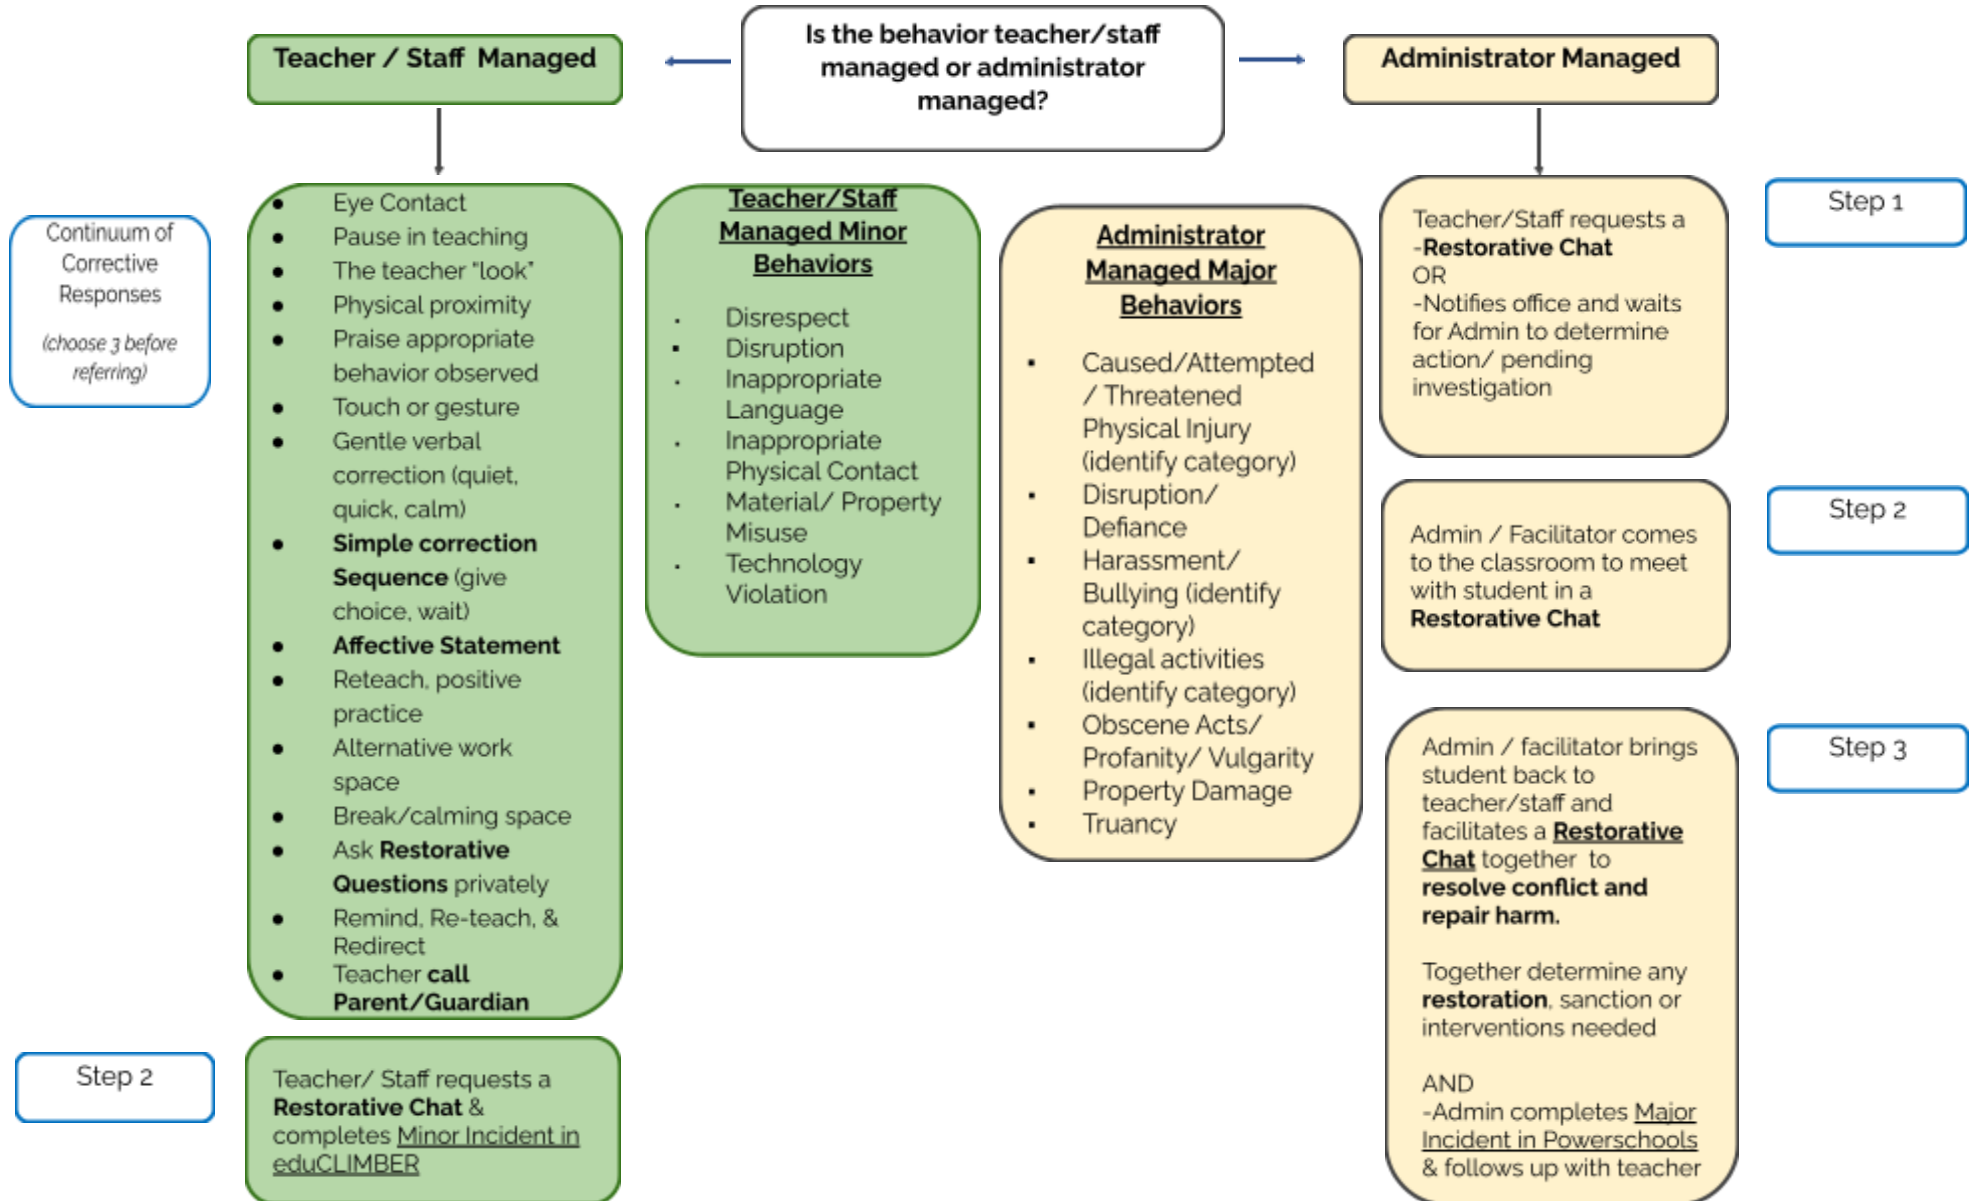 Is the behavior teacher/staff
managed or administrator
managed?
Teacher / Staff  Managed
Administrator Managed
Continuum of
Corrective
Responses
(choose 3 before
referring)
● Eye Contact
● Pause in teaching
● The teacher “look”
● Physical proximity
● Praise appropriate
behavior observed
● Touch or gesture
● Gentle verbal
correction (quiet,
quick, calm)
● Simple correction
Sequence (give
choice, wait)
● Affective Statement
● Reteach, positive
practice
● Alternative work
space
● Break/calming space
● Ask Restorative
Questions privately
● Remind, Re-teach, &
Redirect
● Teacher call
Parent/Guardian
Step 2
Teacher/ Staff requests a
Restorative Chat &
completes Minor Incident in
eduCLIMBER
Teacher/Staff
Managed Minor
Behaviors
▪ Disrespect
▪ Disruption
▪ Inappropriate
Language
▪ Inappropriate
Physical Contact
▪ Material/ Property
Misuse
▪ Technology
Violation
Administrator
Managed Major
Behaviors
▪ Caused/Attempted
/ Threatened
Physical Injury
(identify category)
▪ Disruption/
Defiance
▪ Harassment/
Bullying (identify
category)
▪ Illegal activities
(identify category)
▪ Obscene Acts/
Profanity/ Vulgarity
▪ Property Damage
▪ Truancy
Step 1
Teacher/Staff requests a
-Restorative Chat
OR
-Notifies office and waits
for Admin to determine
action/ pending
investigation
Step 2
Admin / Facilitator comes
to the classroom to meet
with student in a
Restorative Chat
Step 3
Admin / facilitator brings
student back to
teacher/staff and
facilitates a Restorative
Chat together  to
resolve conflict and
repair harm.
Together determine any
restoration, sanction or
interventions needed
AND
-Admin completes Major
Incident in Powerschools
& follows up with teacher